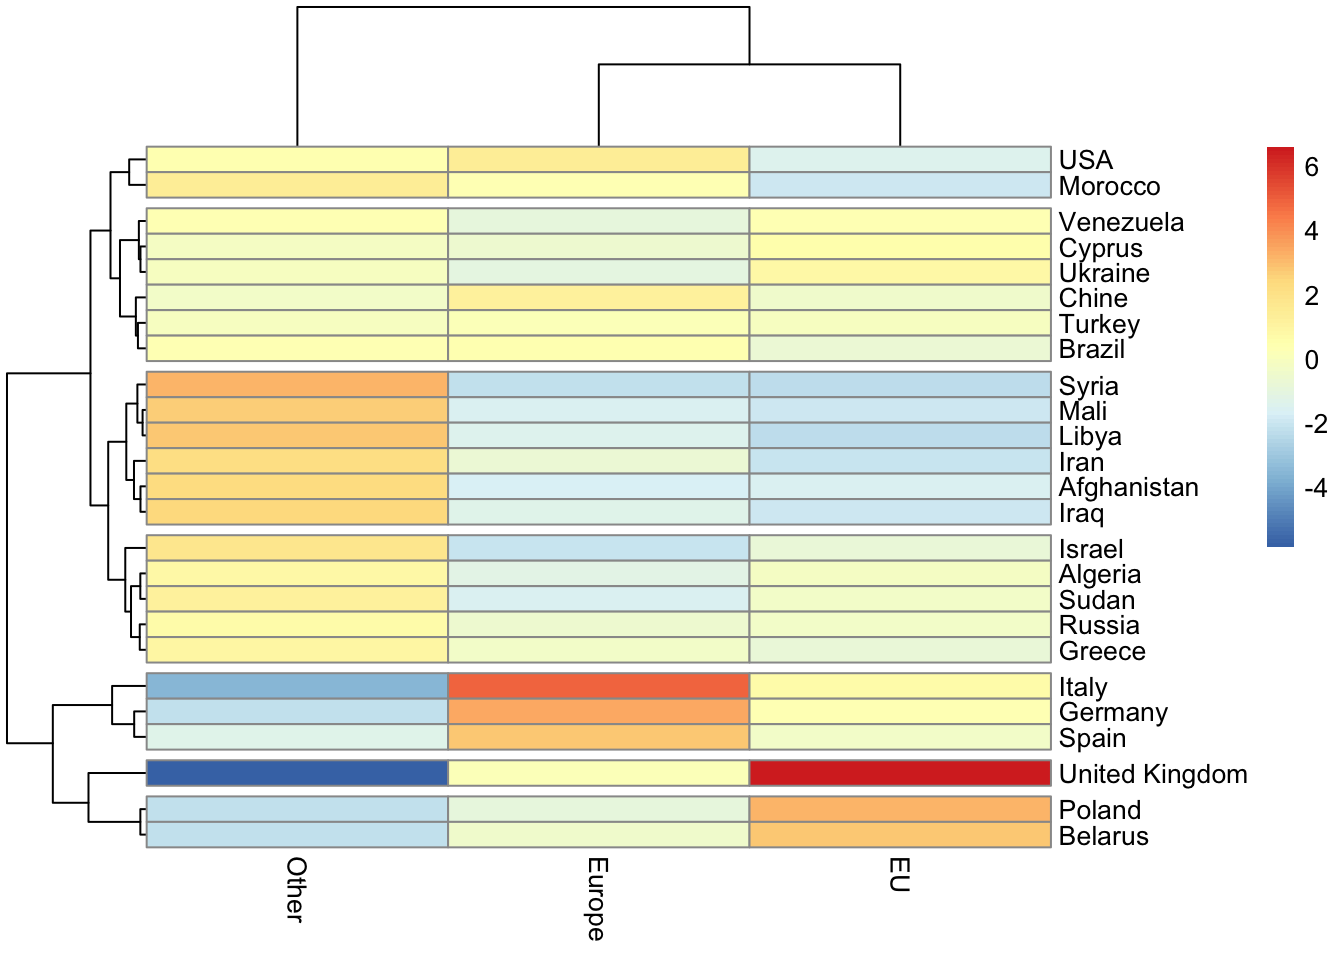 USA
Morocco
Venezuela
Cyprus
Ukraine
Chine
Turkey
Brazil
Syria
Mali
Libya
Iran
Afghanistan
Iraq
Israel
Algeria
Sudan
Russia
Greece
Italy
Germany
Spain
United Kingdom
Poland
Belarus
Other
Europe
EU
6
4
2
0
-2
-4